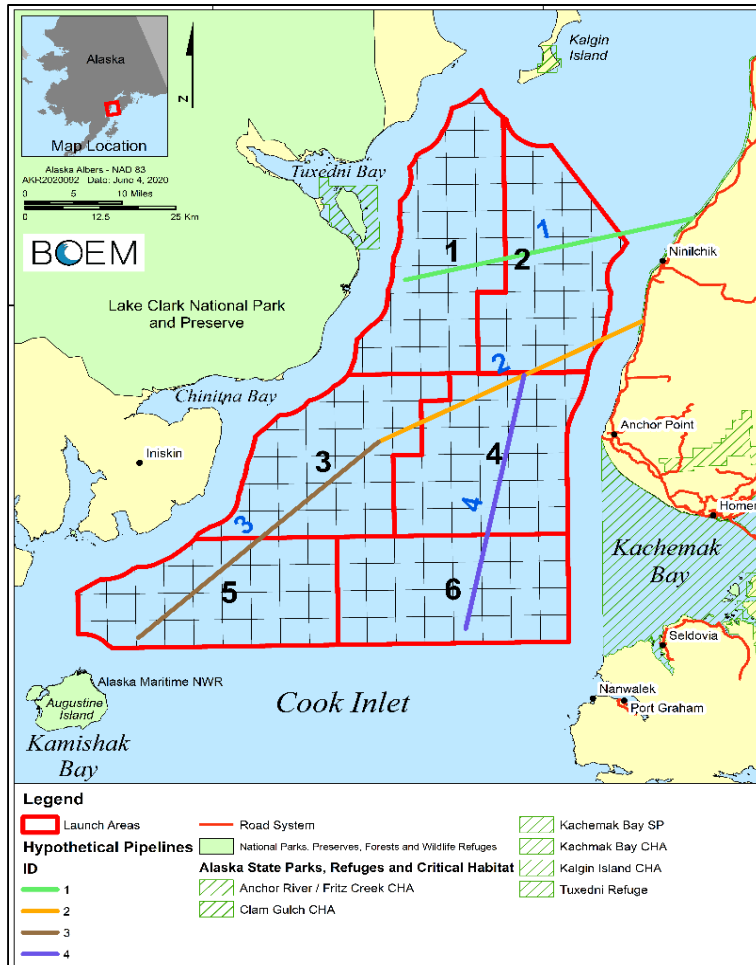 Alaska
Map Location
Alaska Albers - NAD 83
AKR2020092 Date: June 4, 2020
0 5 10 Miles
0 12.5 25 Km
BOEM
N
Kalgin
Island
Tuxedni Bay
1
1
2
Ninilchik
Lake Clark National Park
and Preserve
Chinitna Bay
2
Anchor Point
Iniskin
3
4
4
3
Homer
Kachemak
Bay
5
6
Seldovia
Alaska Maritime NWR
Augustine
Island
Nanwalek
Port Graham
Cook Inlet
Kamishak
Bay
Legend
Launch Areas
Hypothetical Pipelines
ID
1
2
3
4
Road System
National Parks, Preserves, Forests and Wildlife Refuges
Alaska State Parks, Refuges and Critical Habitat
Anchor River / Fritz Creek CHA
Clam Gulch CHA
Kachemak Bay SP
Kachmak Bay CHA
Kalgin Island CHA
Tuxedni Refuge